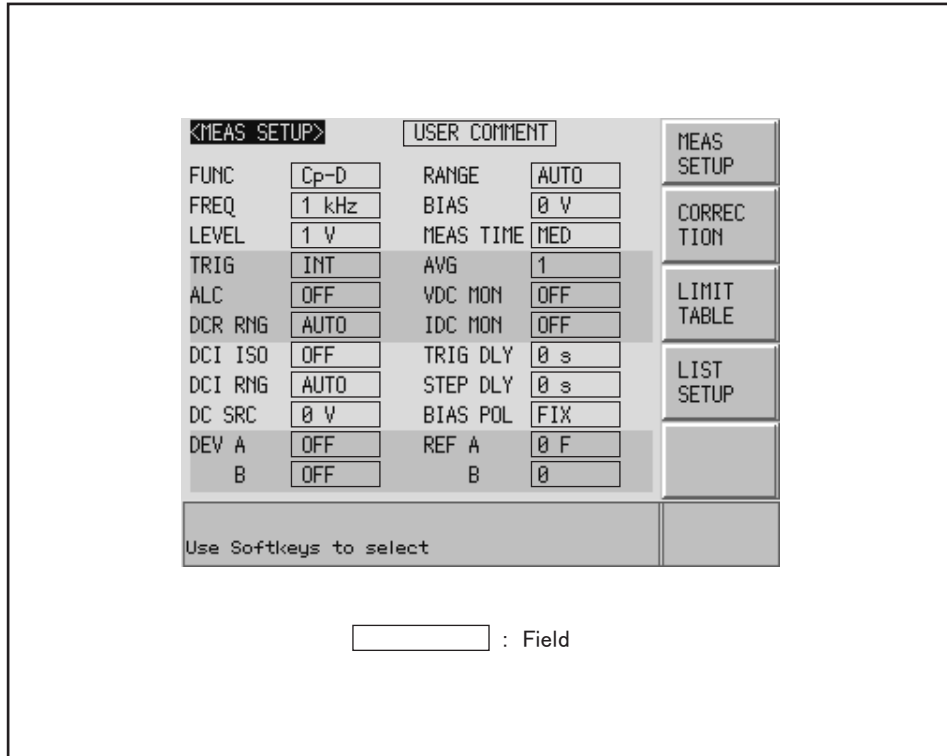 <MEAS SETUP> USER COMMENT
FUNC Cp-D RANGE AUTO
FREQ 1 kHz BIAS 0 V
LEVEL 1 V MEAS TIME MED
TRIG INT AVG 1
ALC OFF VDC MON OFF
DCR RNG AUTO IDC MON OFF
DCI ISO OFF TRIG DLY 0 s
DCI RNG AUTO STEP DLY 0 s
DC SRC 0 V BIAS POL FIX
DEV A OFF REF A 0 F
B OFF B 0
MEAS
SETUP
CORREC
TION
LIMIT
TABLE
LIST
SETUP
Use Softkeys to select
: Field